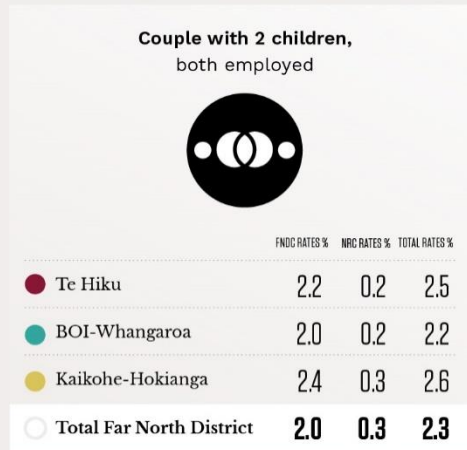 Couple with 2 children,
both employed
FNDC RATES % NRC RATES % TOTAL RATES %
Te Hiku 2.2 0.2 2.5
BOI-Whangaroa 2.0 0.2 2.2
Kaikohe-Hokianga 2.4 0.3 2.6
Total Far North District 2.0 0.3 2.3